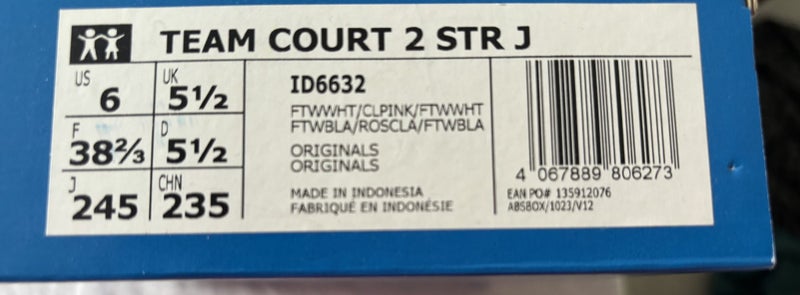 TEAM COURT 2 STR J
US 6
UK 5½
F 38⅔
D 5½
J 245
CHN 235
ID6632
FTWWHT/CLPINK/FTWWHT
FTWBLA/ROSCLA/FTWBLA
ORIGINALS
ORIGINALS
MADE IN INDONESIA
FABRIQUÉ EN INDONÉSIE
4 067889 806273
EAN PO# 135912076
ABSBOX/1023/V12